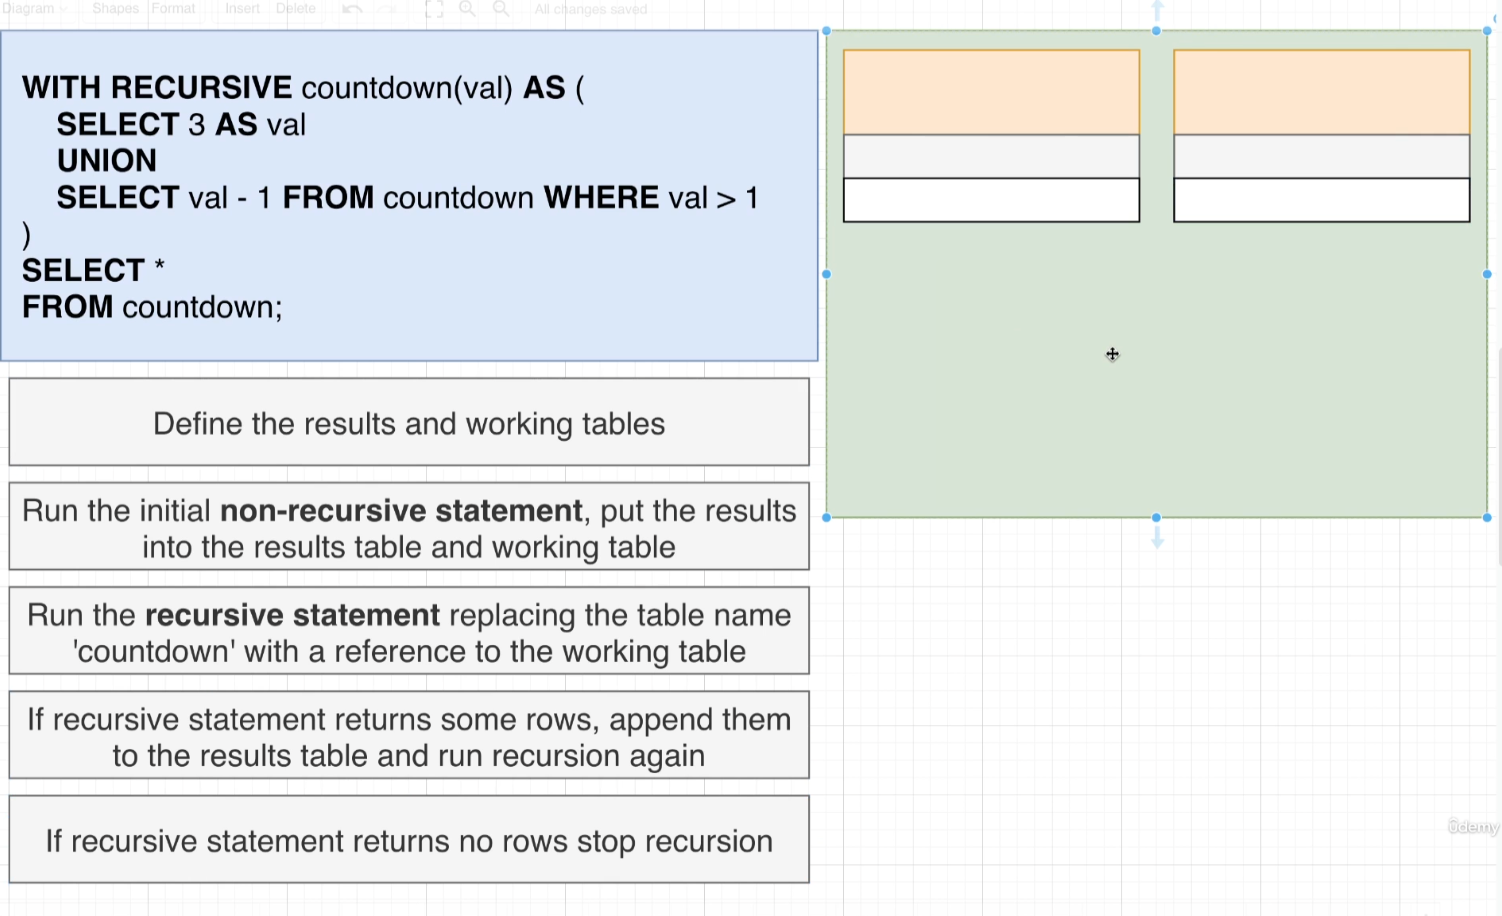 Diagram Shapes Format Insert Delete All changes saved
WITH RECURSIVE countdown(val) AS (
SELECT 3 AS val
UNION
SELECT val - 1 FROM countdown WHERE val > 1
)
SELECT *
FROM countdown;
Define the results and working tables
Run the initial non-recursive statement, put the results
into the results table and working table
Run the recursive statement replacing the table name
'countdown' with a reference to the working table
If recursive statement returns some rows, append them
to the results table and run recursion again
If recursive statement returns no rows stop recursion
ûdemy